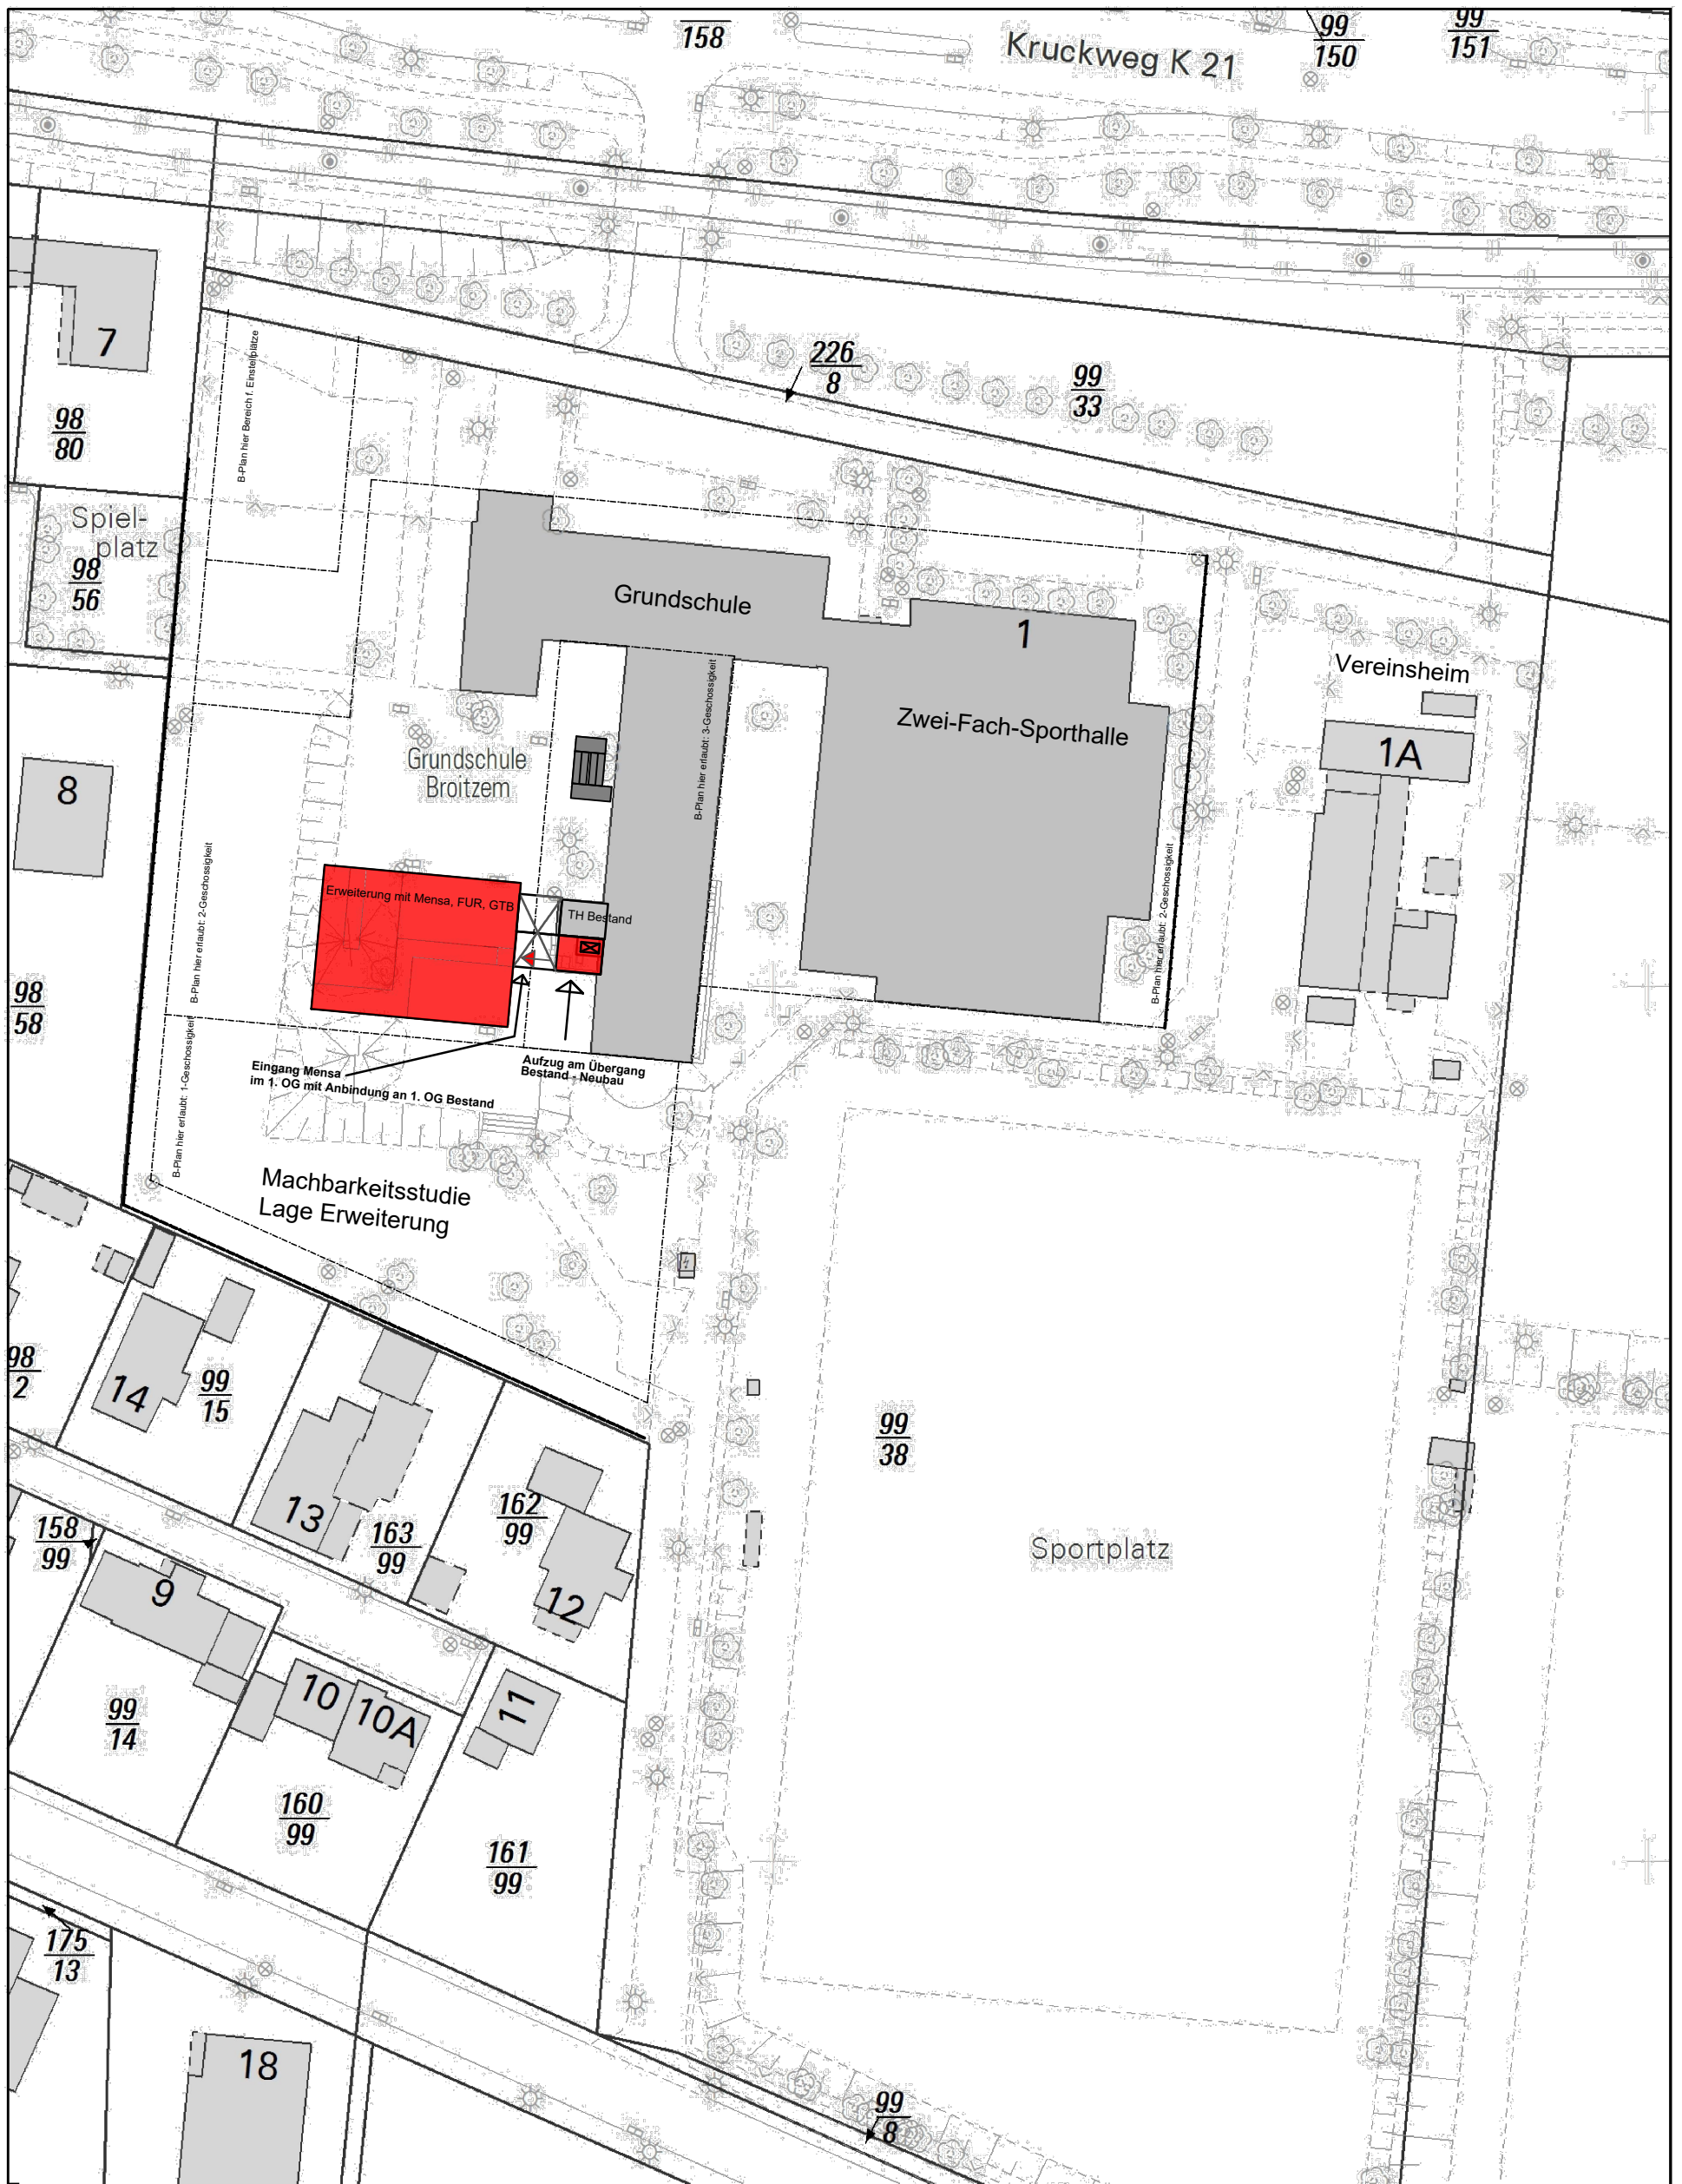 158
99
150
99
151
Kruckweg K 21
7
226
8
99
33
B-Plan hier Bereich f. Einstellplätze
98
80
Spiel-
platz
98
56
Grundschule
1
Vereinsheim
B-Plan hier erlaubt: 3-Geschossigkeit
Zwei-Fach-Sporthalle
1A
Grundschule
Broitzem
8
B-Plan hier erlaubt: 2-Geschossigkeit
B-Plan hier erlaubt: 2-Geschossigkeit
Erweiterung mit Mensa, FUR, GTB
TH Bestand
98
58
B-Plan hier erlaubt: 1-Geschossigkeit
Eingang Mensa
im 1. OG mit Anbindung an 1. OG Bestand
Aufzug am Übergang
Bestand - Neubau
Machbarkeitsstudie
Lage Erweiterung
98
2
14
99
15
99
38
13
162
99
158
99
163
99
Sportplatz
9
12
10
10A
11
99
14
160
99
161
99
175
13
18
99
8